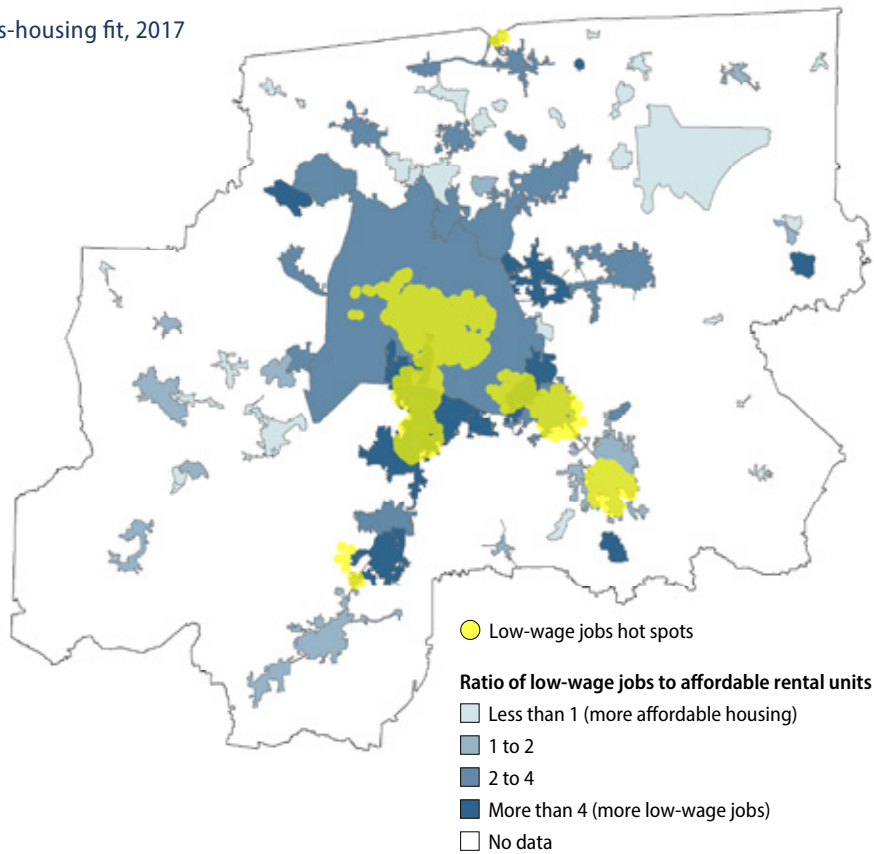 s-housing fit, 2017
Low-wage jobs hot spots
Ratio of low-wage jobs to affordable rental units
Less than 1 (more affordable housing)
1 to 2
2 to 4
More than 4 (more low-wage jobs)
No data